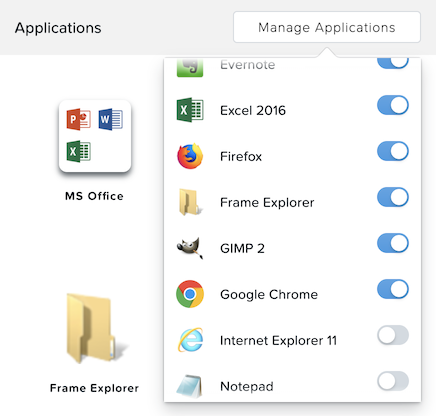 Applications
Manage Applications
Evernote
Excel 2016
Firefox
Frame Explorer
GIMP 2
Google Chrome
Internet Explorer 11
Notepad
P
W
X
MS Office
Frame Explorer